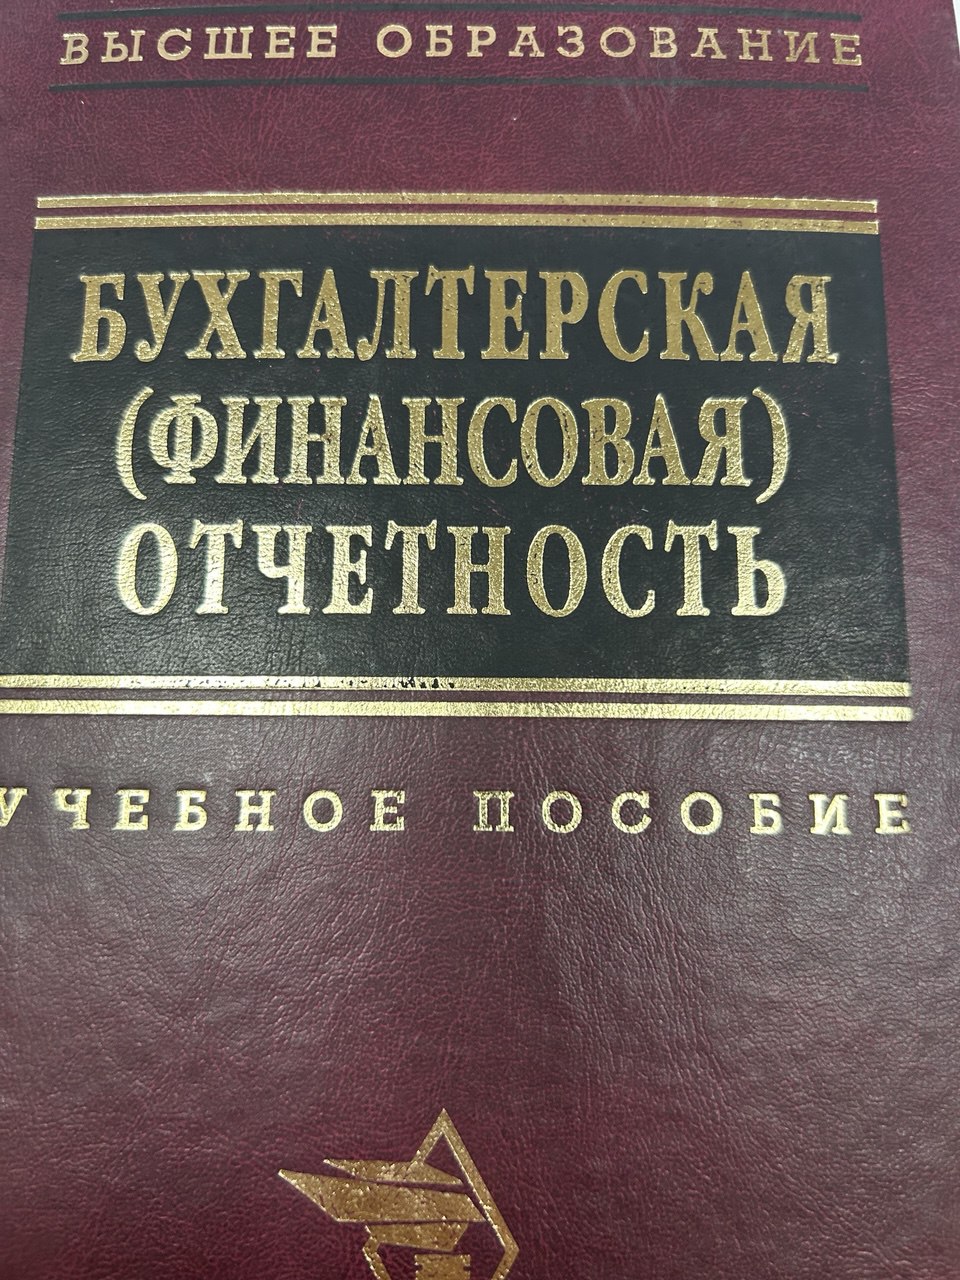 ВЫСШЕЕ ОБРАЗОВАНИЕ
БУХГАЛТЕРСКАЯ
(ФИНАНСОВАЯ)
ОТЧЕТНОСТЬ
УЧЕБНОЕ ПОСОБИЕ